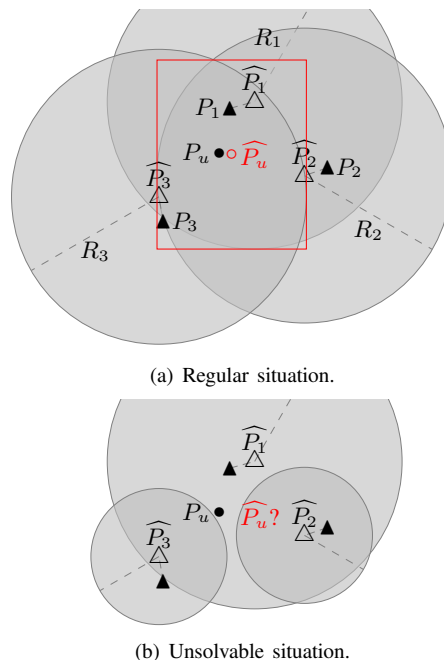 R₁
P̂₁
P₁
Pᵤ P̂ᵤ P̂₂ P₂
P̂₃
P₃
R₂
R₃
(a) Regular situation.
P̂₁
Pᵤ P̂ᵤ? P̂₂
P̂₃
(b) Unsolvable situation.